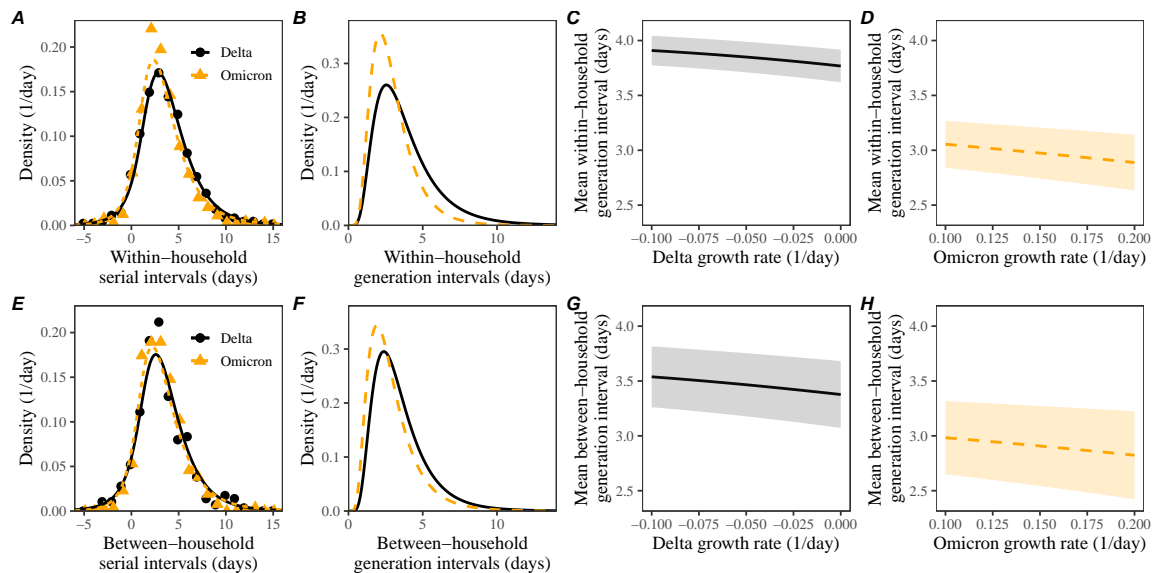 A
Density (1/day)
0.20
0.15
0.10
0.05
0.00
Delta
Omicron
−5
0
5
10
15
Within−household
serial intervals (days)
B
Density (1/day)
0.3
0.2
0.1
0.0
0
5
10
Within−household
generation intervals (days)
C
Mean within−household
generation interval (days)
4.0
3.5
3.0
2.5
−0.100
−0.075
−0.050
−0.025
0.000
Delta growth rate (1/day)
D
Mean within−household
generation interval (days)
4.0
3.5
3.0
2.5
0.100
0.125
0.150
0.175
0.200
Omicron growth rate (1/day)
E
Density (1/day)
0.20
0.15
0.10
0.05
0.00
Delta
Omicron
−5
0
5
10
15
Between−household
serial intervals (days)
F
Density (1/day)
0.3
0.2
0.1
0.0
0
5
10
Between−household
generation intervals (days)
G
Mean between−household
generation interval (days)
4.0
3.5
3.0
2.5
−0.100
−0.075
−0.050
−0.025
0.000
Delta growth rate (1/day)
H
Mean between−household
generation interval (days)
4.0
3.5
3.0
2.5
0.100
0.125
0.150
0.175
0.200
Omicron growth rate (1/day)